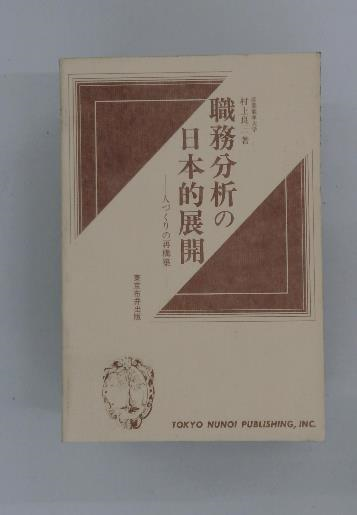 村上良三著
職務分析の
日本的展開
——人づくりの再構築——
東京布井出版
TOKYO NUNOI PUBLISHING, INC.